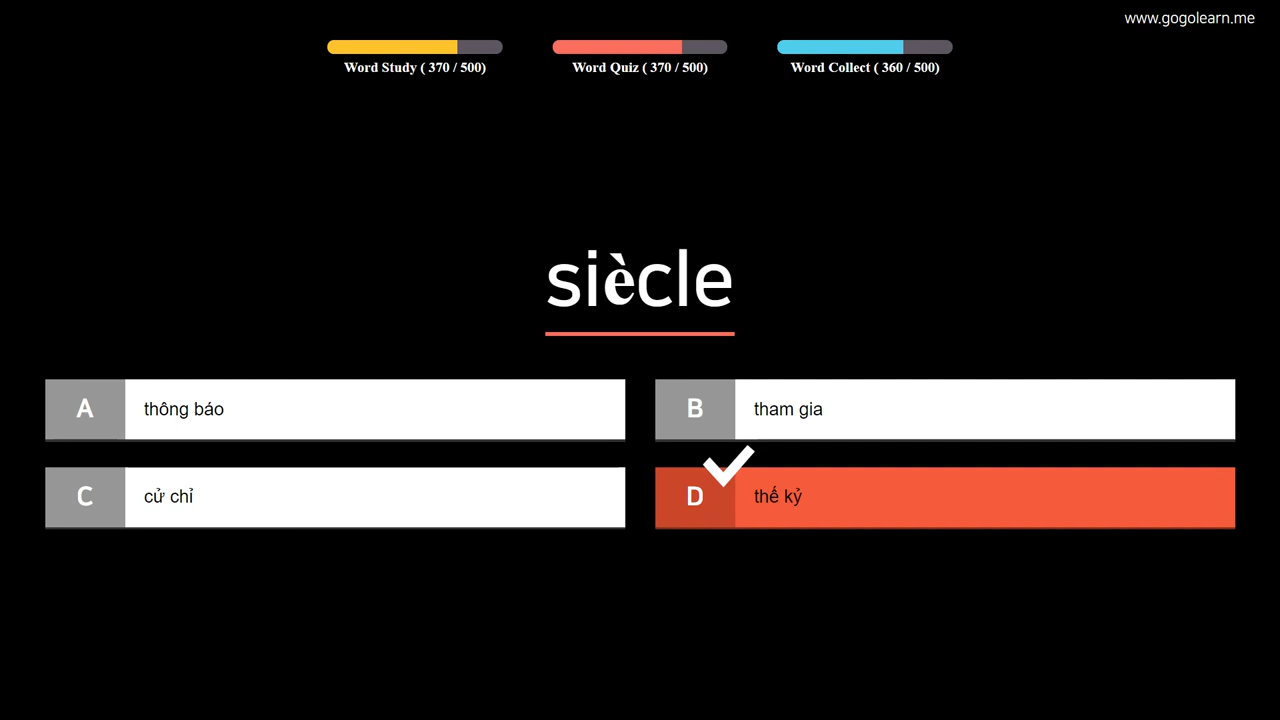 www.gogolearn.me
Word Study ( 370 / 500)
Word Quiz ( 370 / 500)
Word Collect ( 360 / 500)
siècle
A thông báo
B tham gia
C cử chỉ
D thế kỷ